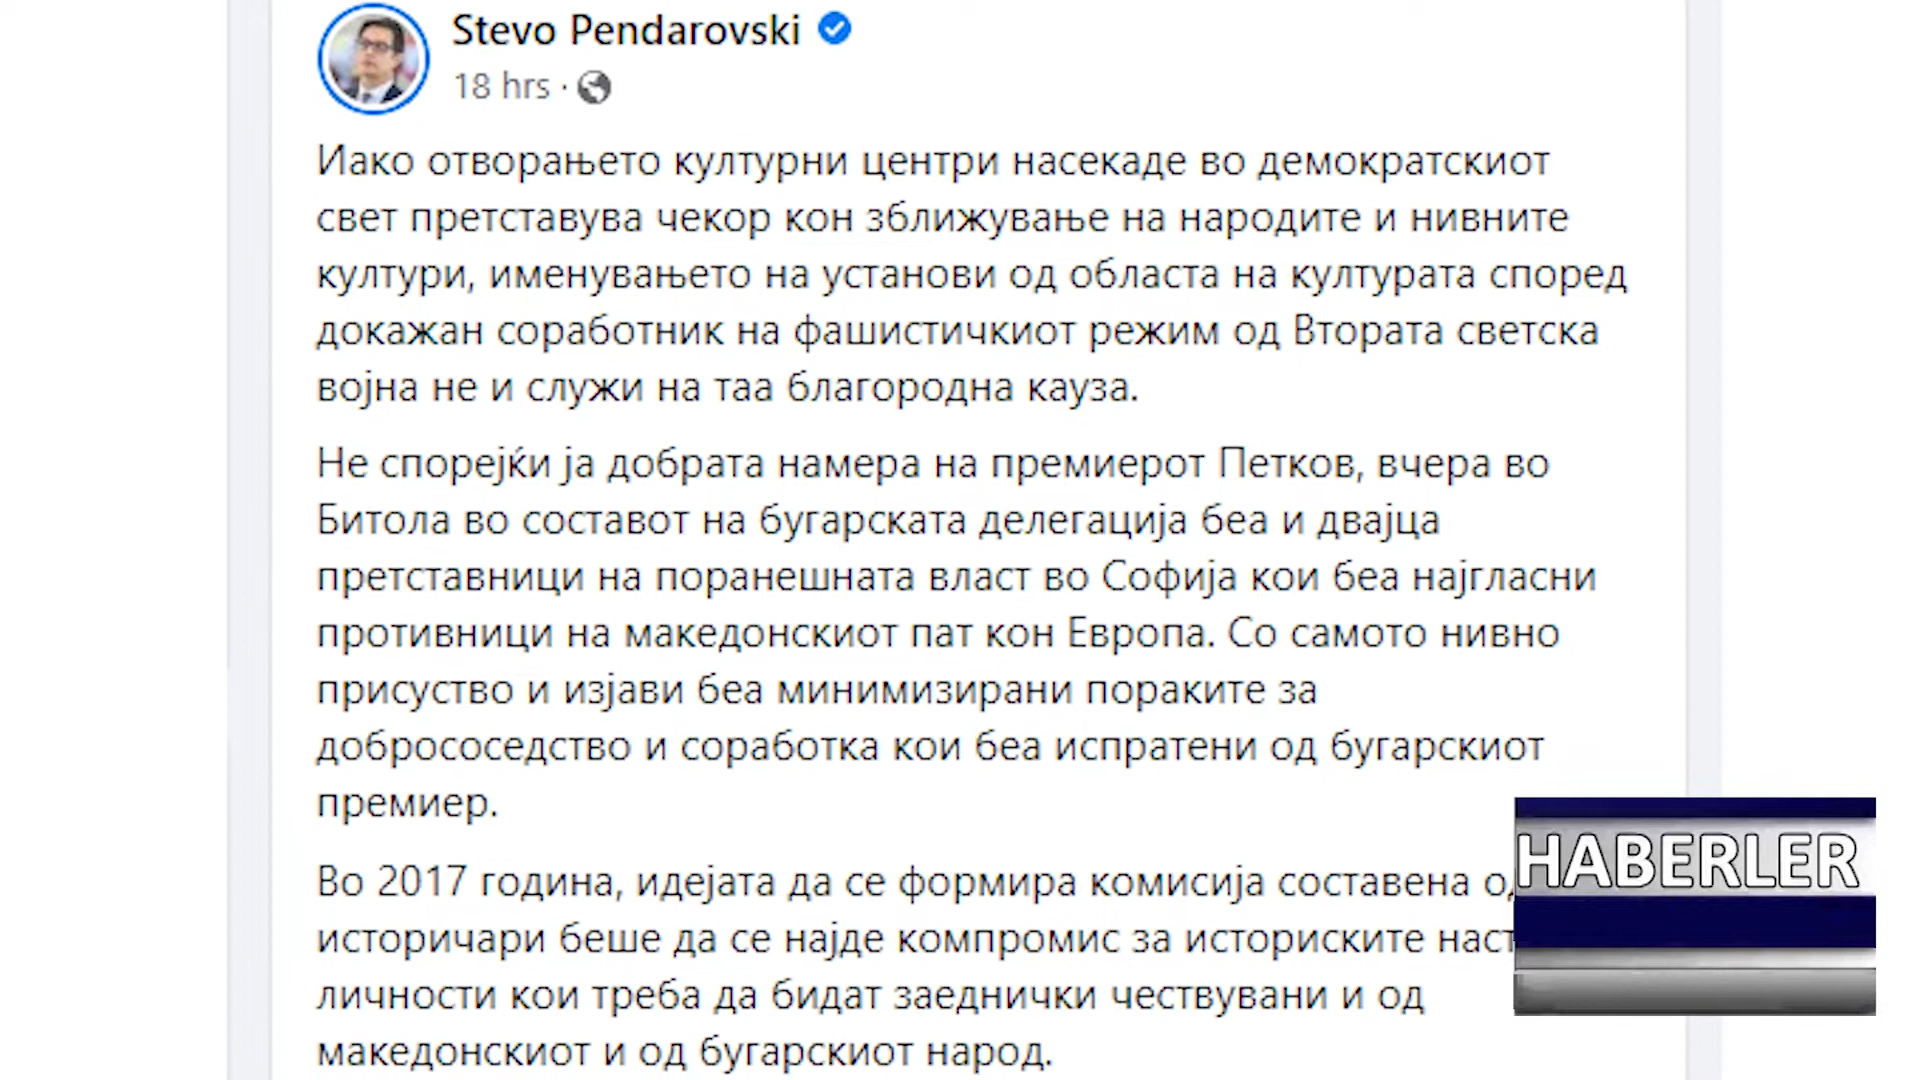 Stevo Pendarovski
18 hrs ·
Иако отворањето културни центри насекаде во демократскиот
свет претставува чекор кон зближување на народите и нивните
култури, именувањето на установи од областа на културата според
докажан соработник на фашистичкиот режим од Втората светска
војна не и служи на таа благородна кауза.
Не спорејќи ја добрата намера на премиерот Петков, вчера во
Битола во составот на бугарската делегација беа и двајца
претставници на поранешната власт во Софија кои беа најгласни
противници на македонскиот пат кон Европа. Со самото нивно
присуство и изјави беа минимизирани пораките за
добрососедство и соработка кои беа испратени од бугарскиот
премиер.
Во 2017 година, идејата да се формира комисија составена
историчари беше да се најде компромис за историските
личности кои треба да бидат заеднички чествувани и од
македонскиот и од бугарскиот народ.
HABERLER